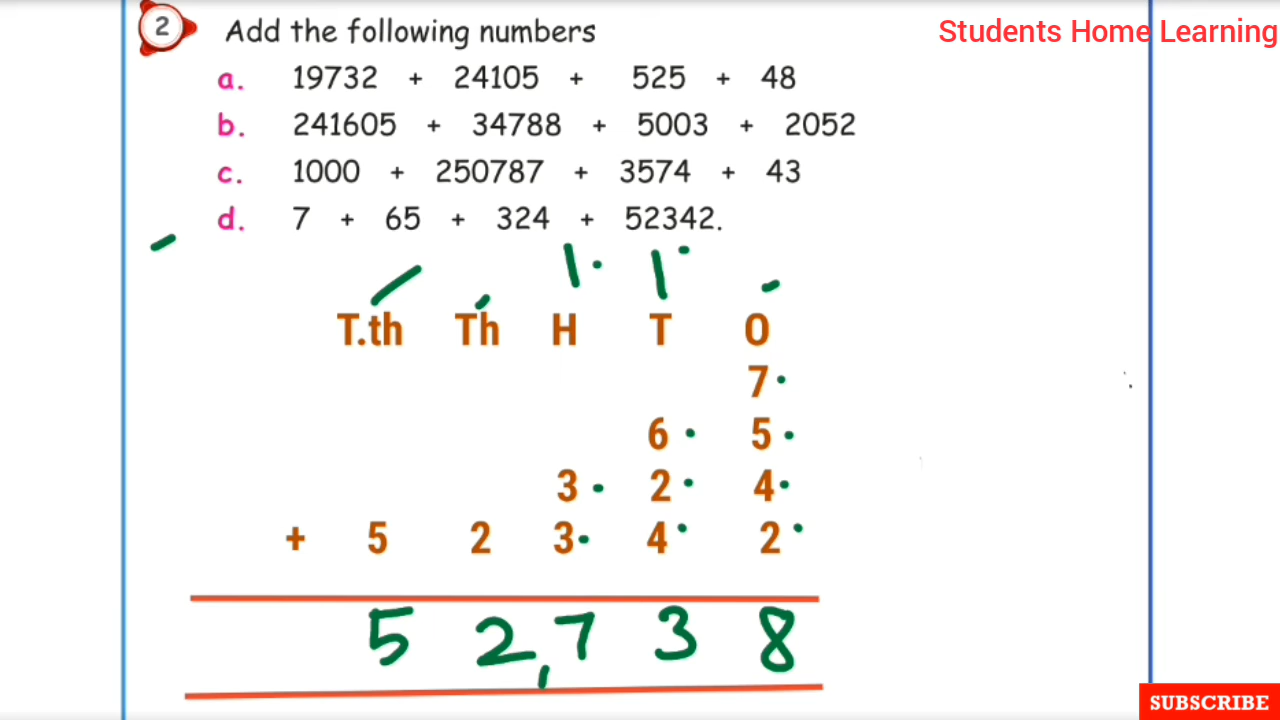 2 Add the following numbers
Students Home Learning
a. 19732 + 24105 + 525 + 48
b. 241605 + 34788 + 5003 + 2052
c. 1000 + 250787 + 3574 + 43
d. 7 + 65 + 324 + 52342.
1 1
T.th Th H T O
7
6 5
3 2 4
+ 5 2 3 4 2
5 2,7 3 8
SUBSCRIBE